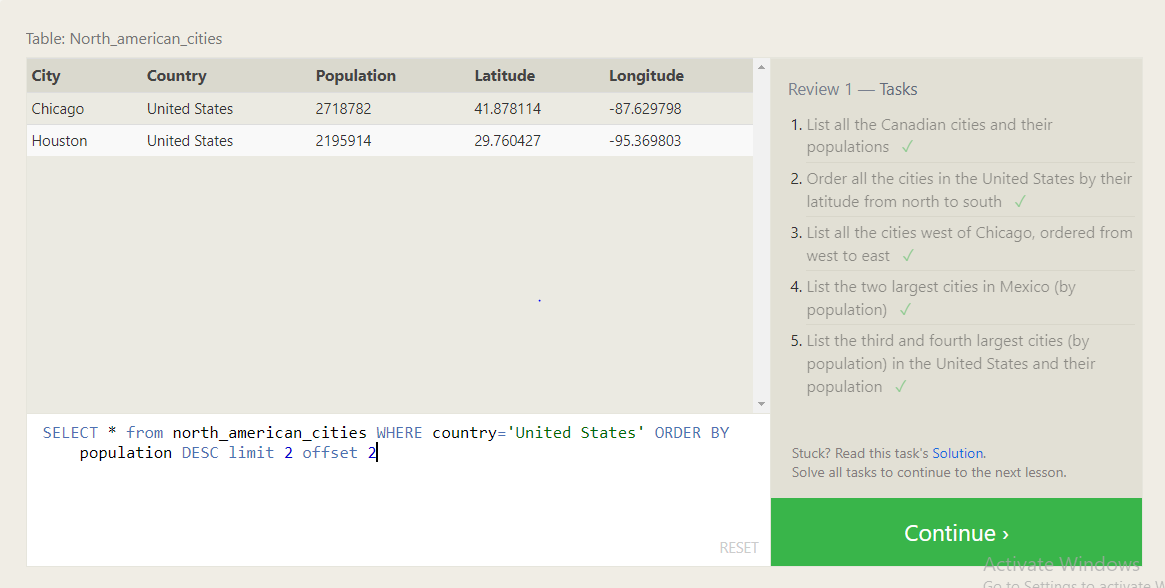 Table: North_american_cities
City Country Population Latitude Longitude
Chicago United States 2718782 41.878114 -87.629798
Houston United States 2195914 29.760427 -95.369803
SELECT * from north_american_cities WHERE country='United States' ORDER BY
population DESC limit 2 offset 2
RESET
Review 1 — Tasks
1. List all the Canadian cities and their
populations ✓
2. Order all the cities in the United States by their
latitude from north to south ✓
3. List all the cities west of Chicago, ordered from
west to east ✓
4. List the two largest cities in Mexico (by
population) ✓
5. List the third and fourth largest cities (by
population) in the United States and their
population ✓
Stuck? Read this task's Solution.
Solve all tasks to continue to the next lesson.
Continue ›
Activate Windows
Go to Settings to activate W